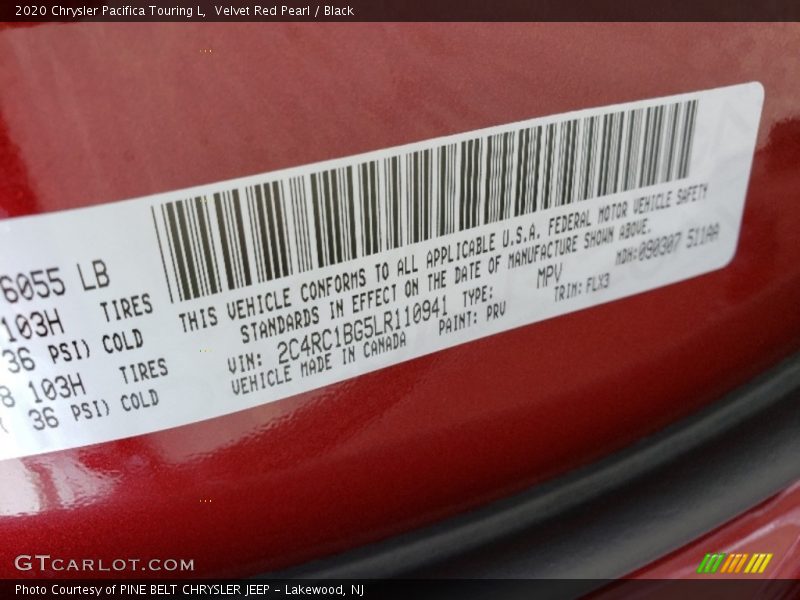 2020 Chrysler Pacifica Touring L, Velvet Red Pearl / Black
6055 LB
103H TIRES
36 PSI) COLD
8 103H TIRES
( 36 PSI) COLD
THIS VEHICLE CONFORMS TO ALL APPLICABLE U.S.A. FEDERAL MOTOR VEHICLE SAFETY
STANDARDS IN EFFECT ON THE DATE OF MANUFACTURE SHOWN ABOVE.
VIN: 2C4RC1BG5LR110941 TYPE: MPV MDH:090307 511AA
VEHICLE MADE IN CANADA PAINT: PRV TRIM: FLX3
GTCARLOT.COM
Photo Courtesy of PINE BELT CHRYSLER JEEP – Lakewood, NJ